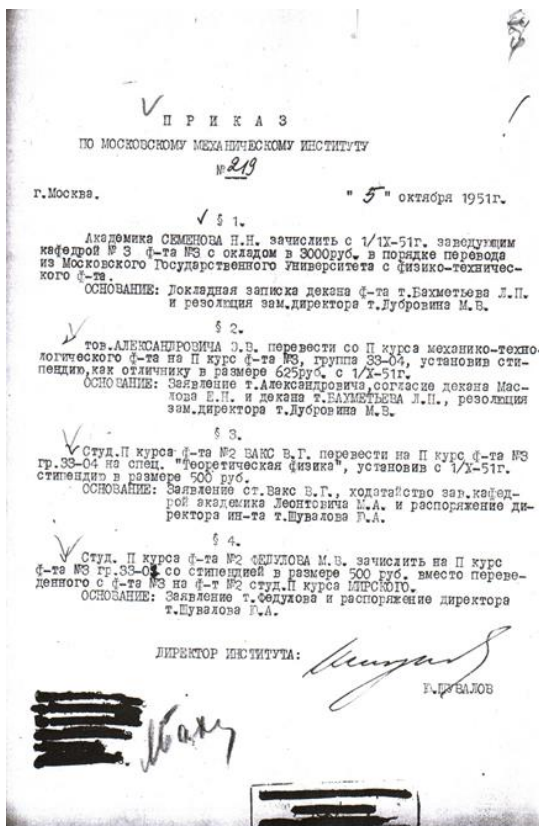 П Р И К А З
ПО МОСКОВСКОМУ МЕХАНИЧЕСКОМУ ИНСТИТУТУ
№ 219
г.Москва. " 5 " октября 1951г.
§ 1.
Академика СЕМЕНОВА Н.Н. зачислить с 1/IX-51г. заведующим
кафедрой № 3 ф-та №3 с окладом в 3000руб. в порядке перевода
из Московского Государственного Университета с физико-техничес-
кого ф-та.
ОСНОВАНИЕ: Докладная записка декана ф-та т.Бахметьева Л.П.
и резолюция зам.директора т.Дубровина М.В.
§ 2.
тов.АЛЕКСАНДРОВИЧА Э.В. перевести со П курса механико-техно-
логического ф-та на П курс ф-та №3, группа 33-04, установив сти-
пендию,как отличнику в размере 625руб. с 1/X-51г.
ОСНОВАНИЕ: Заявление т.Александровича,согласие декана Мас-
лова Е.Н. и декана т.БАХМЕТЬЕВА Л.П., резолюция
зам.директора т.Дубровина М.В.
§ 3.
Студ.П курса ф-та №2 ВАКС В.Г. перевести на П курс ф-та №3
гр.33-04 на спец. "Теоретическая физика", установив с 1/X-51г.
стипендию в размере 500 руб.
ОСНОВАНИЕ: Заявление ст.Вакс В.Г., ходатайство зав.кафед-
рой академика Леонтовича М.А. и распоряжение ди-
ректора ин-та т.Шувалова Ю.А.
§ 4.
Студ. П курса ф-та №2 ФЕДУЛОВА М.В. зачислить на П курс
ф-та №3 со стипендией в размере 500 руб. вместо переве-
денного с ф-та №3 на ф-т №2 студ.П курса МИРСКОГО.
ОСНОВАНИЕ: Заявление т.Федулова и распоряжение директора
т.Шувалова Ю.А.
ДИРЕКТОР ИНСТИТУТА:
Ю.ШУВАЛОВ